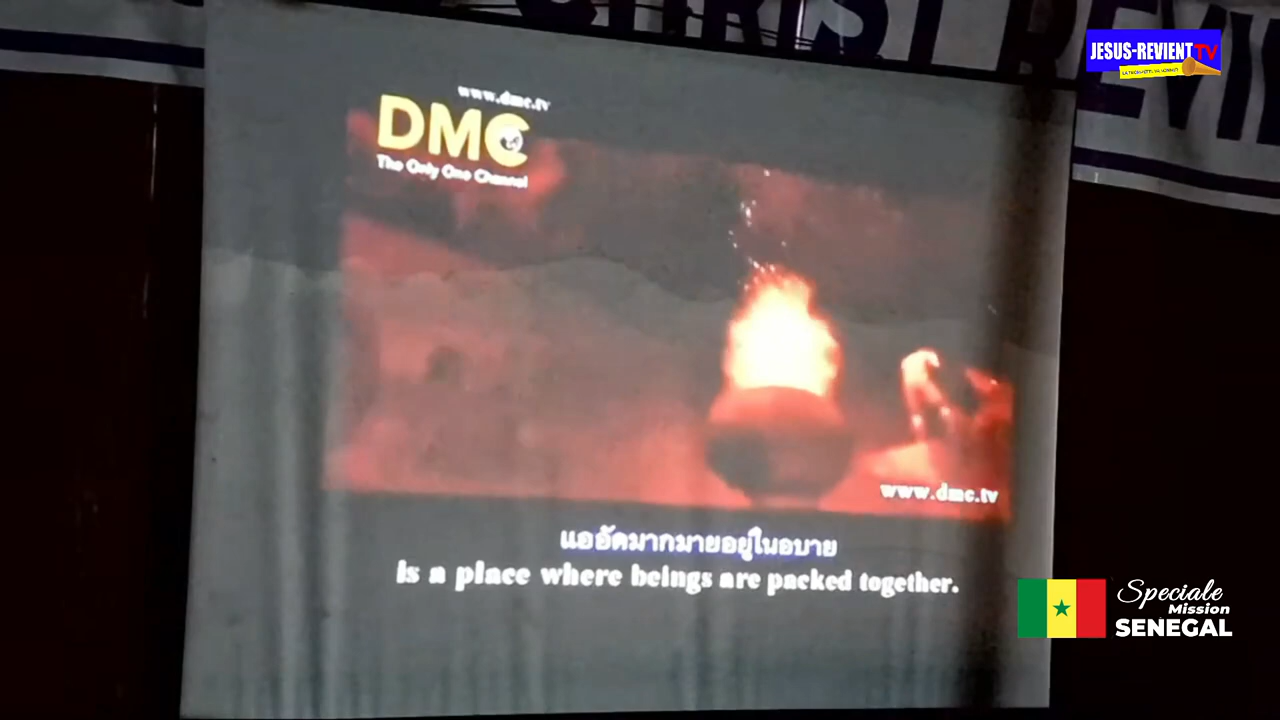 CHRIST REVIE
JESUS-REVIENT TV
www.dmc.tv
DMC
The Only One Channel
www.dmc.tv
แออัดมากมายอยู่ในอบาย
is a place where beings are packed together.
Speciale
Mission
SENEGAL